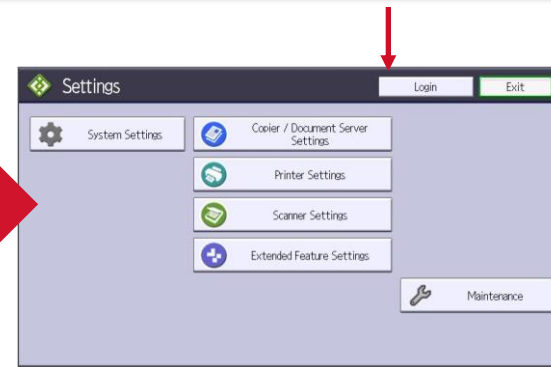 Settings
Login
Exit
System Settings
Copier / Document Server
Settings
Printer Settings
Scanner Settings
Extended Feature Settings
Maintenance